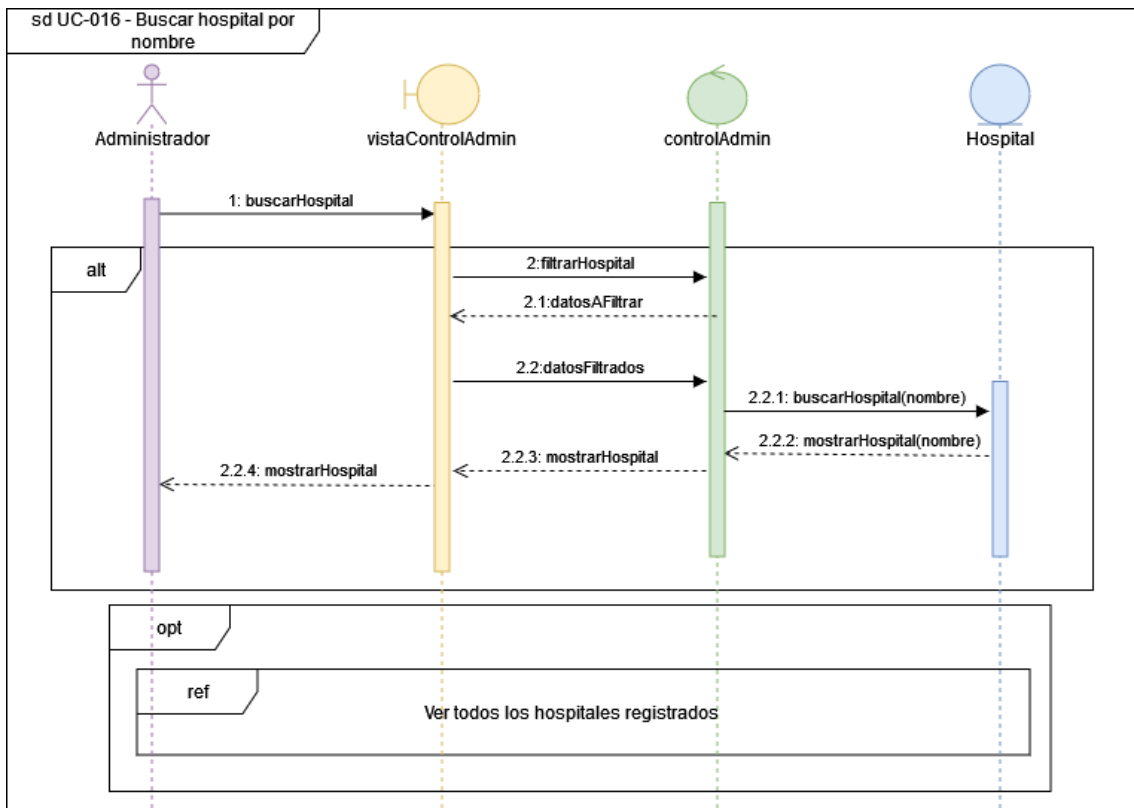 sd UC-016 - Buscar hospital por
nombre
Administrador
vistaControlAdmin
controlAdmin
Hospital
1: buscarHospital
alt
2:filtrarHospital
2.1:datosAFiltrar
2.2:datosFiltrados
2.2.1: buscarHospital(nombre)
2.2.2: mostrarHospital(nombre)
2.2.3: mostrarHospital
2.2.4: mostrarHospital
opt
ref
Ver todos los hospitales registrados